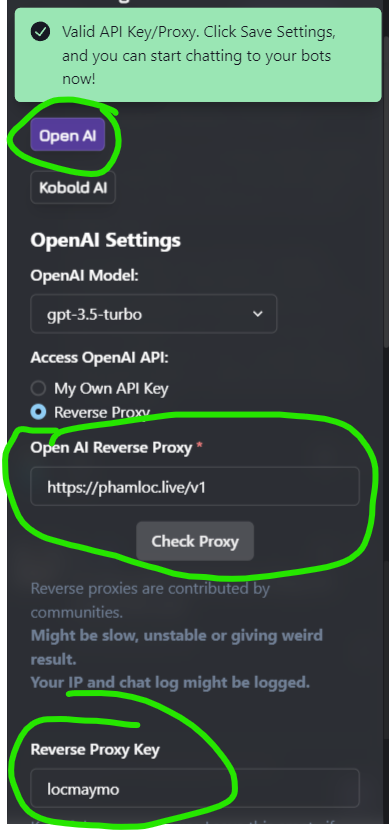 Valid API Key/Proxy. Click Save Settings,
and you can start chatting to your bots
now!
Open AI
Kobold AI
OpenAI Settings
OpenAI Model:
gpt-3.5-turbo
Access OpenAI API:
My Own API Key
Reverse Proxy
Open AI Reverse Proxy *
https://phamloc.live/v1
Check Proxy
Reverse proxies are contributed by
communities.
Might be slow, unstable or giving weird
result.
Your IP and chat log might be logged.
Reverse Proxy Key
locmaymo